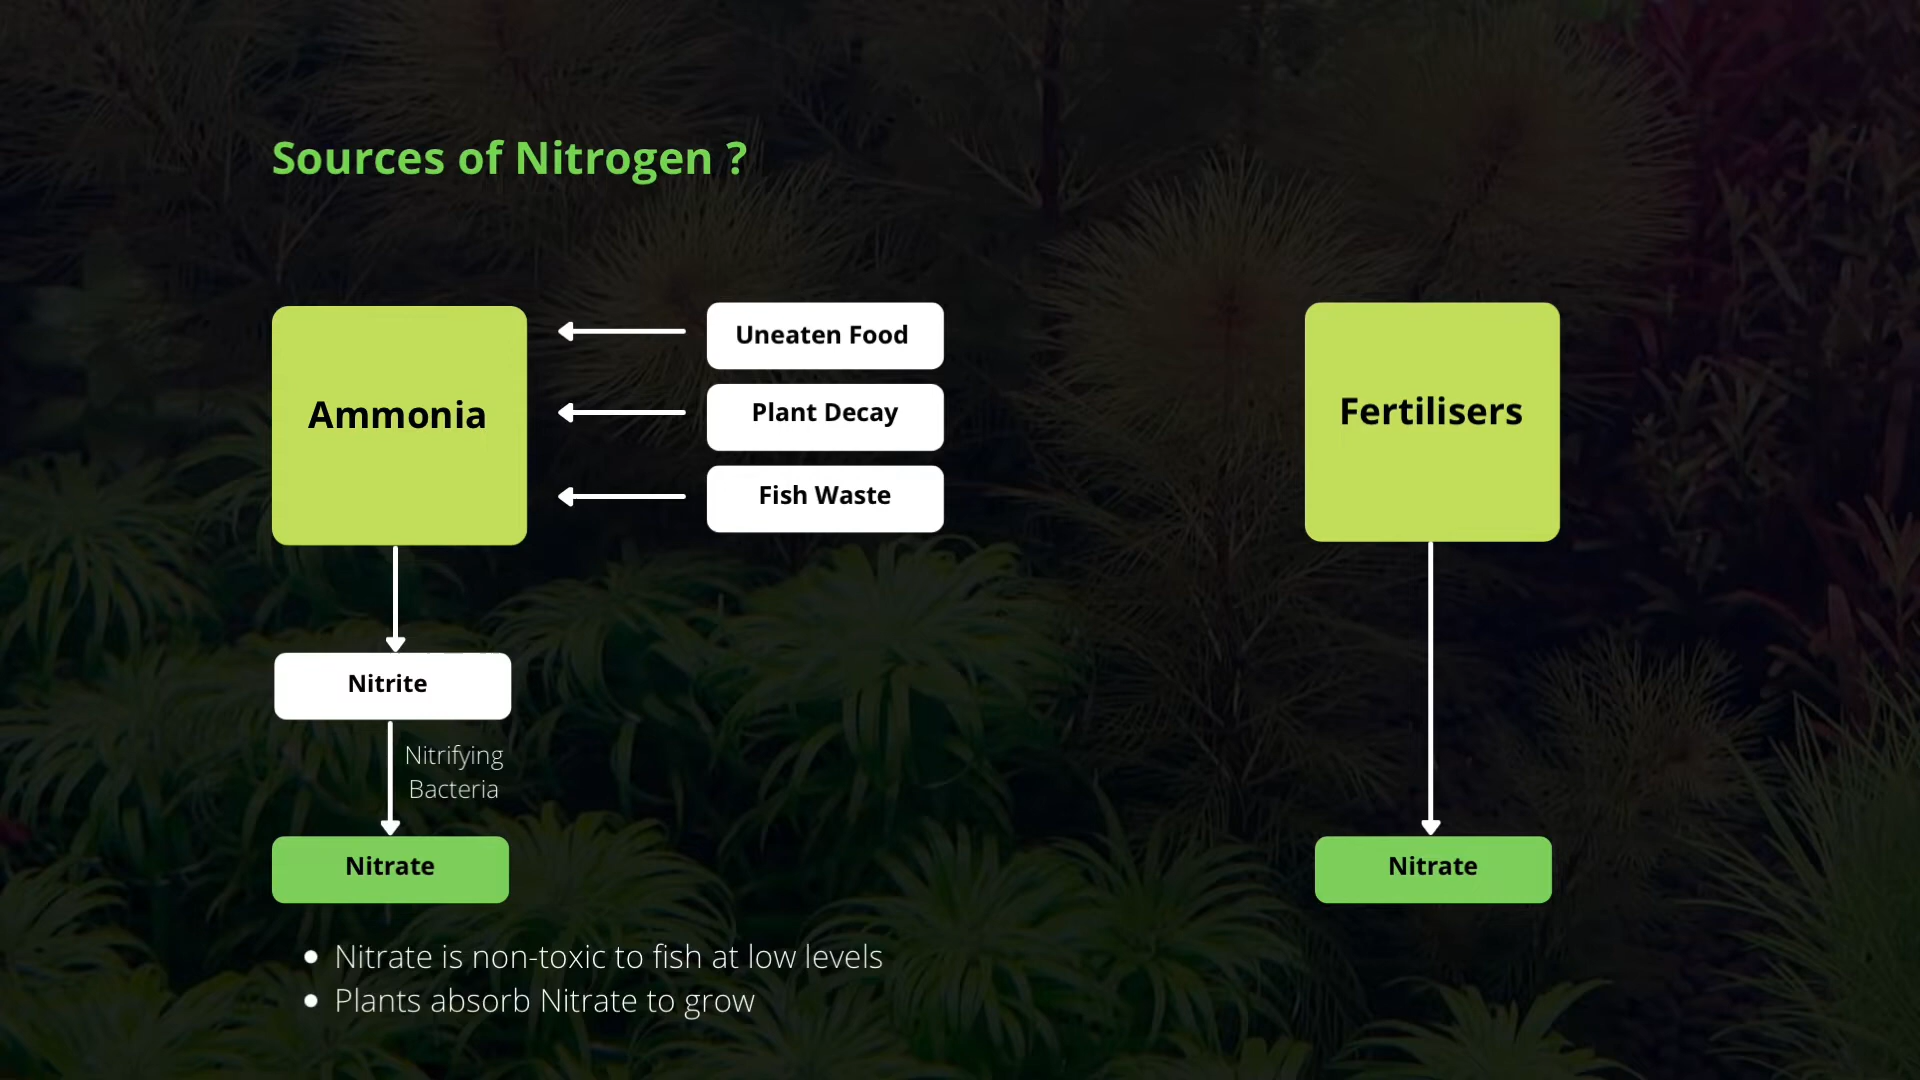 Sources of Nitrogen ?
Ammonia
Uneaten Food
Plant Decay
Fish Waste
Fertilisers
Nitrite
Nitrifying
Bacteria
Nitrate
Nitrate
• Nitrate is non-toxic to fish at low levels
• Plants absorb Nitrate to grow